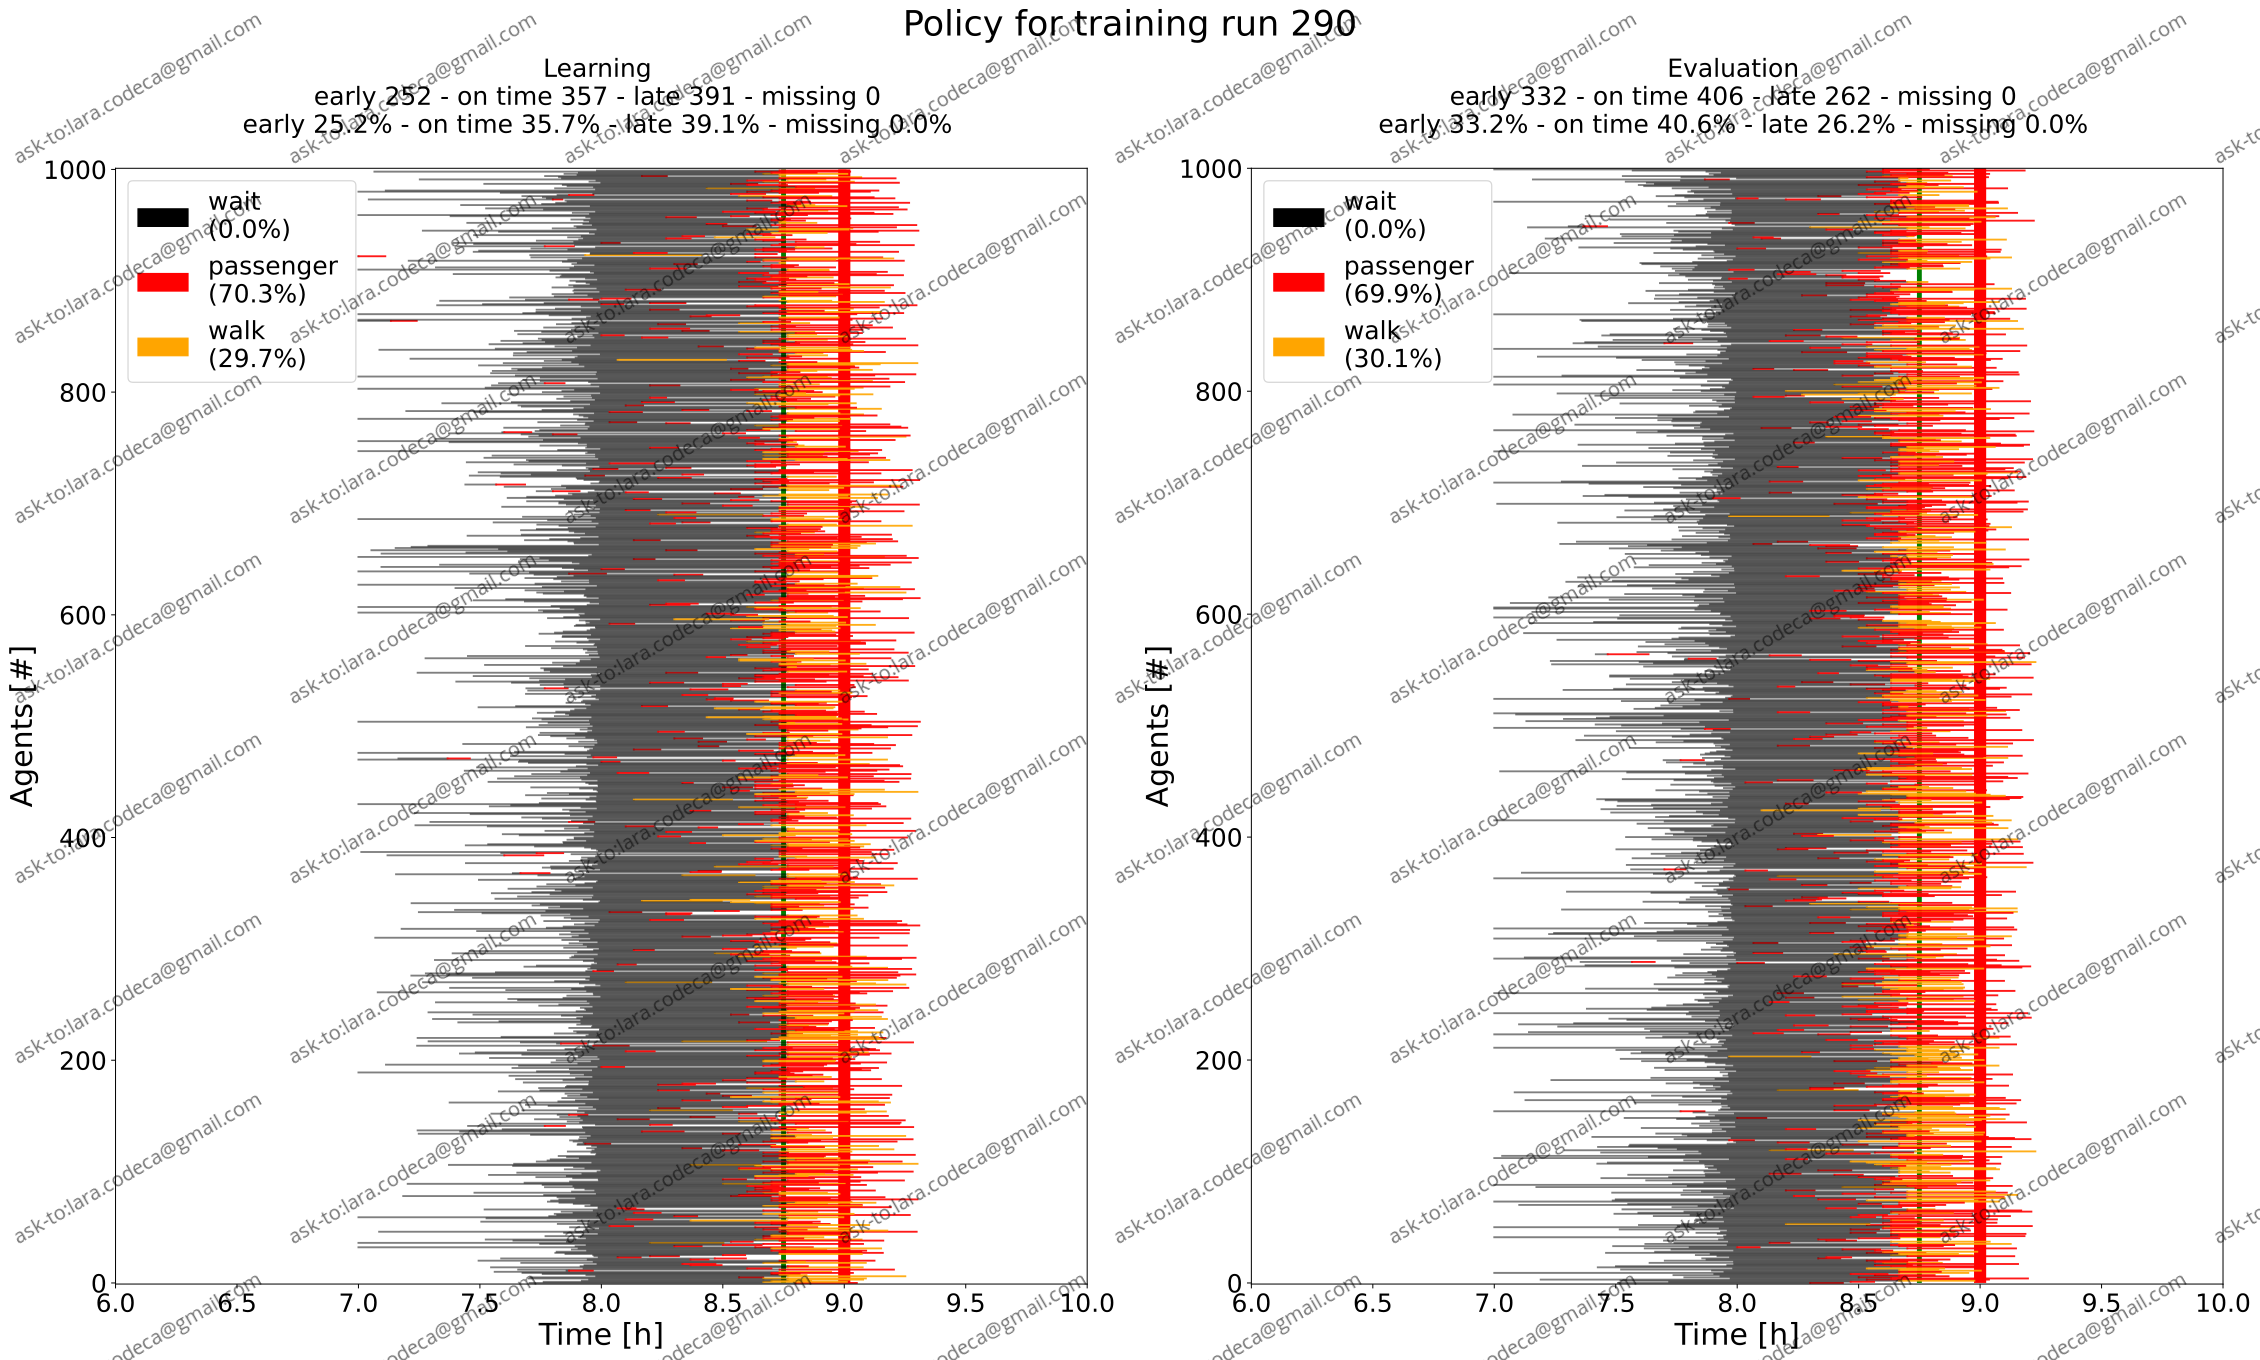 Policy for training run 290
Learning
early 252 - on time 357 - late 391 - missing 0
early 25.2% - on time 35.7% - late 39.1% - missing 0.0%
1000
800
600
400
200
0
Agents [#]
wait
(0.0%)
passenger
(70.3%)
walk
(29.7%)
6.0 6.5 7.0 7.5 8.0 8.5 9.0 9.5 10.0
Time [h]
Evaluation
early 332 - on time 406 - late 262 - missing 0
early 33.2% - on time 40.6% - late 26.2% - missing 0.0%
1000
800
600
400
200
0
Agents [#]
wait
(0.0%)
passenger
(69.9%)
walk
(30.1%)
6.0 6.5 7.0 7.5 8.0 8.5 9.0 9.5 10.0
Time [h]
ask-to:lara.codeca@gmail.com